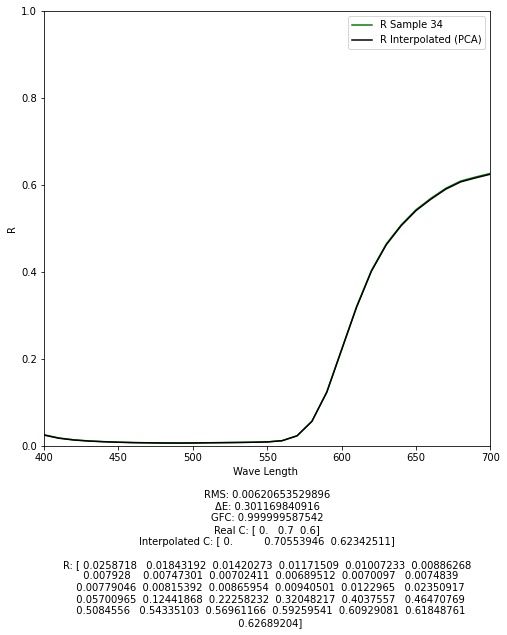 1.0
0.8
0.6
0.4
0.2
0.0
R
400 450 500 550 600 650 700
Wave Length
R Sample 34
R Interpolated (PCA)
RMS: 0.00620653529896
ΔE: 0.301169840916
GFC: 0.999999587542
Real C: [ 0. 0.7 0.6]
Interpolated C: [ 0. 0.70553946 0.62342511]
R: [ 0.0258718 0.01843192 0.01420273 0.01171509 0.01007233 0.00886268
0.007928 0.00747301 0.00702411 0.00689512 0.0070097 0.0074839
0.00779046 0.00815392 0.00865954 0.00940501 0.0122965 0.02350917
0.05700965 0.12441868 0.22258232 0.32048217 0.4037557 0.46470769
0.5084556 0.54335103 0.56961166 0.59259541 0.60929081 0.61848761
0.62689204]